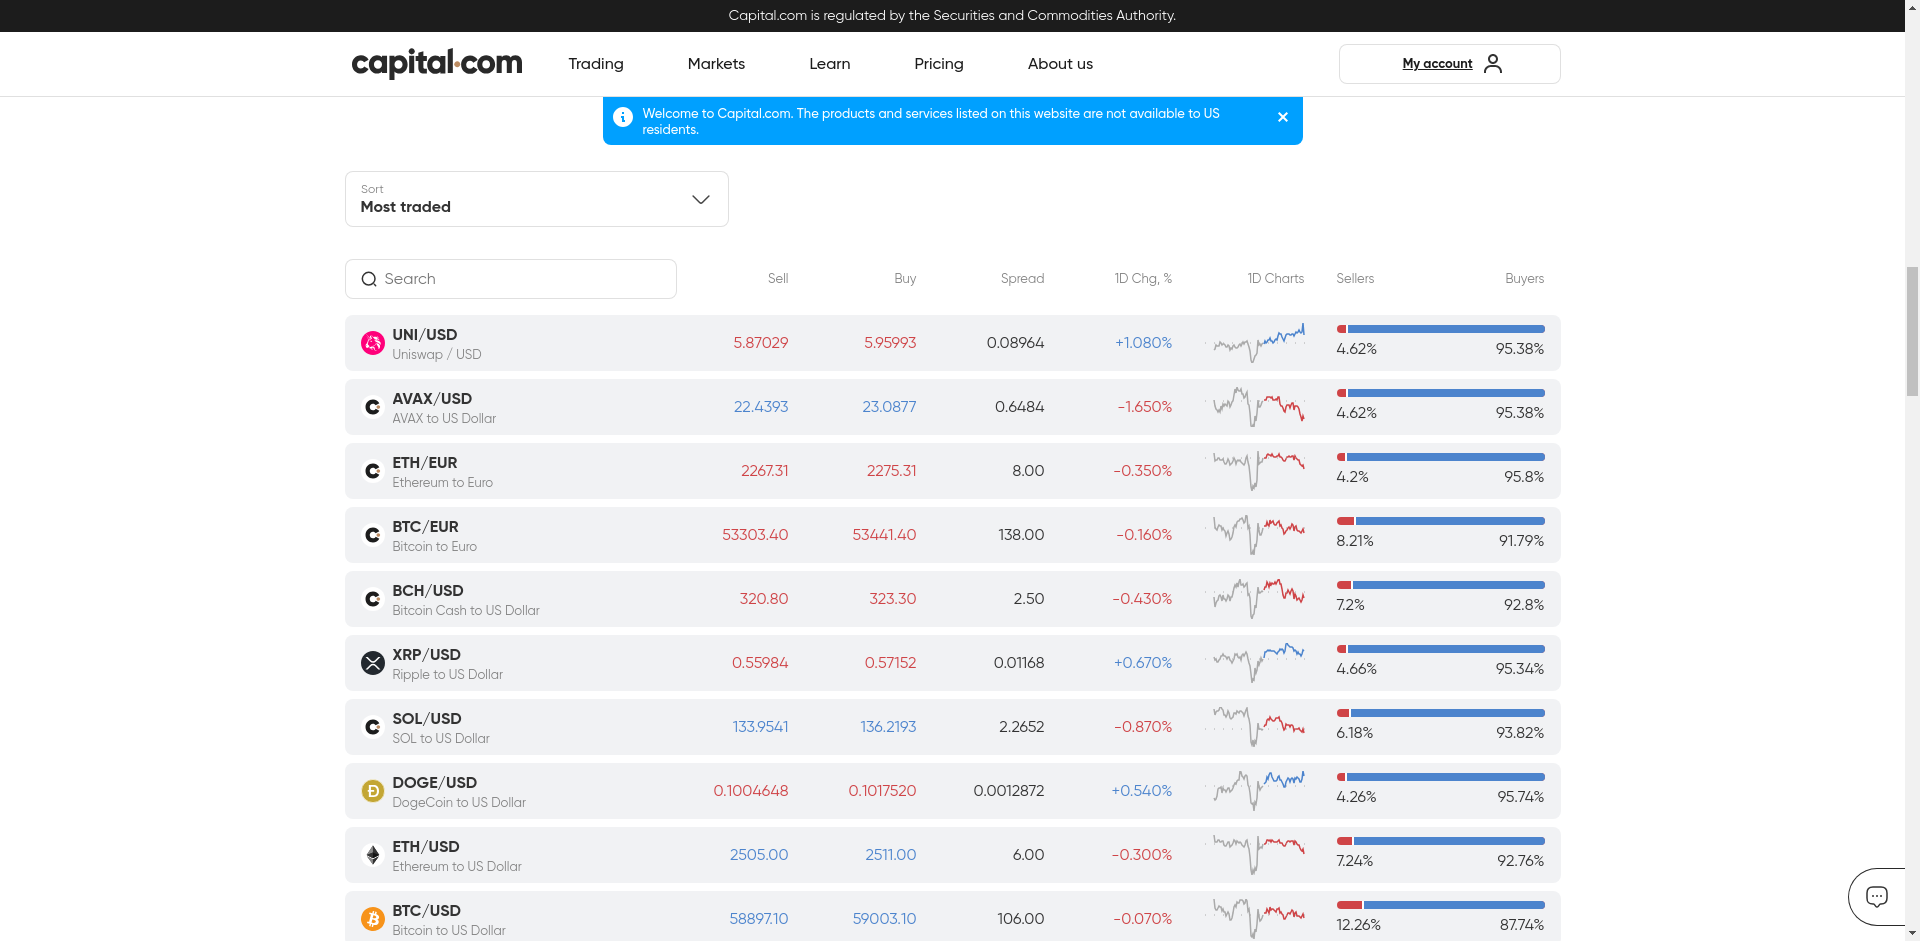 Capital.com is regulated by the Securities and Commodities Authority.
capital.com Trading Markets Learn Pricing About us My account
Welcome to Capital.com. The products and services listed on this website are not available to US
residents.
Sort
Most traded
Search Sell Buy Spread 1D Chg, % 1D Charts Sellers Buyers
UNI/USD
Uniswap / USD
5.87029 5.95993 0.08964 +1.080% 4.62% 95.38%
AVAX/USD
AVAX to US Dollar
22.4393 23.0877 0.6484 -1.650% 4.62% 95.38%
ETH/EUR
Ethereum to Euro
2267.31 2275.31 8.00 -0.350% 4.2% 95.8%
BTC/EUR
Bitcoin to Euro
53303.40 53441.40 138.00 -0.160% 8.21% 91.79%
BCH/USD
Bitcoin Cash to US Dollar
320.80 323.30 2.50 -0.430% 7.2% 92.8%
XRP/USD
Ripple to US Dollar
0.55984 0.57152 0.01168 +0.670% 4.66% 95.34%
SOL/USD
SOL to US Dollar
133.9541 136.2193 2.2652 -0.870% 6.18% 93.82%
DOGE/USD
DogeCoin to US Dollar
0.1004648 0.1017520 0.0012872 +0.540% 4.26% 95.74%
ETH/USD
Ethereum to US Dollar
2505.00 2511.00 6.00 -0.300% 7.24% 92.76%
BTC/USD
Bitcoin to US Dollar
58897.10 59003.10 106.00 -0.070% 12.26% 87.74%